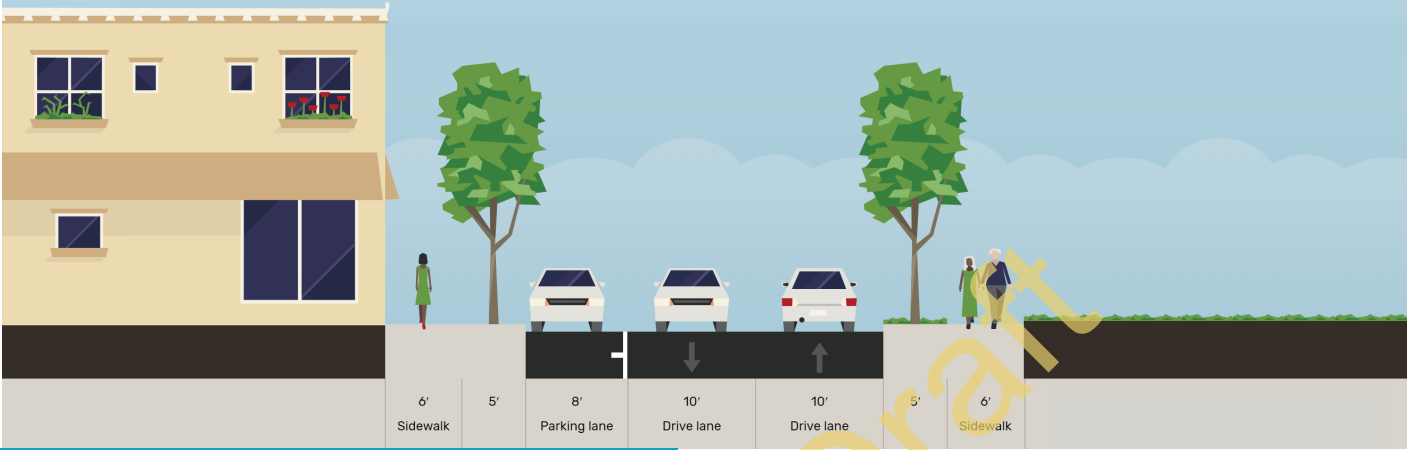 6′ 5′ 8′ 10′ 10′ 5′ 6′
Sidewalk Parking lane Drive lane Drive lane Sidewalk
Draft